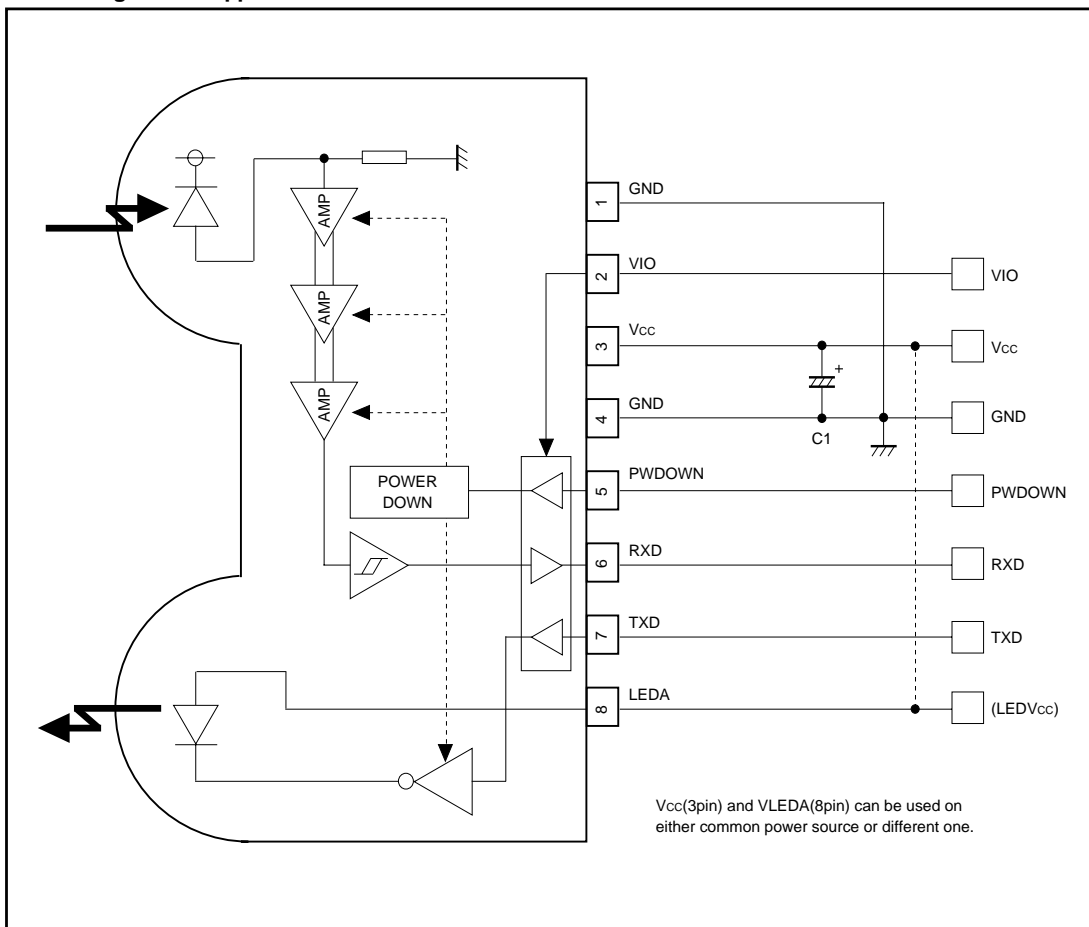 AMP
AMP
AMP
POWER
DOWN
1
GND
2
VIO
3
Vcc
4
GND
5
PWDOWN
6
RXD
7
TXD
8
LEDA
+
C1
VIO
Vcc
GND
PWDOWN
RXD
TXD
(LEDVcc)
Vcc(3pin) and VLEDA(8pin) can be used on
either common power source or different one.